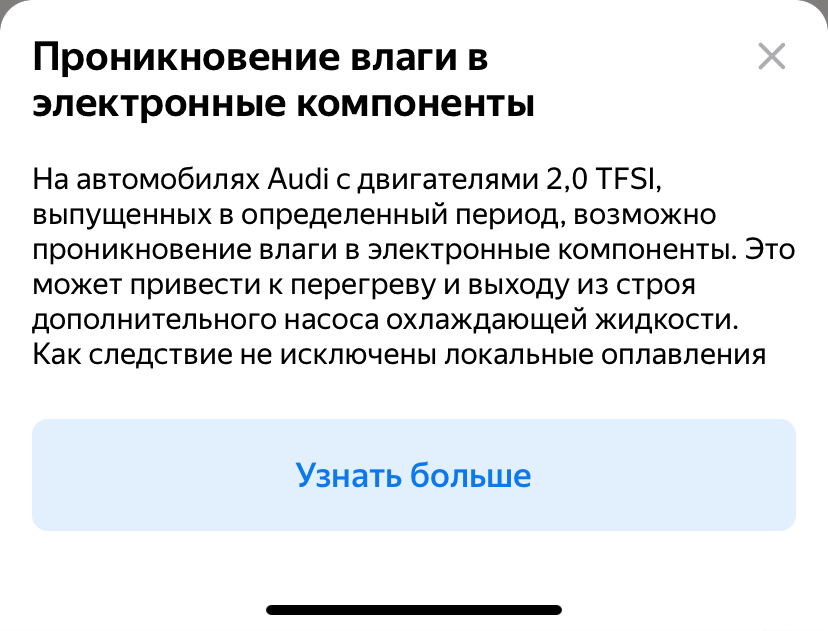 Проникновение влаги в
электронные компоненты
На автомобилях Audi с двигателями 2,0 TFSI,
выпущенных в определенный период, возможно
проникновение влаги в электронные компоненты. Это
может привести к перегреву и выходу из строя
дополнительного насоса охлаждающей жидкости.
Как следствие не исключены локальные оплавления
Узнать больше